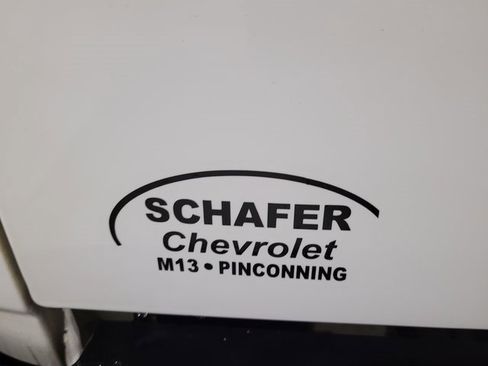 SCHAFER
Chevrolet
M13 • PINCONNING